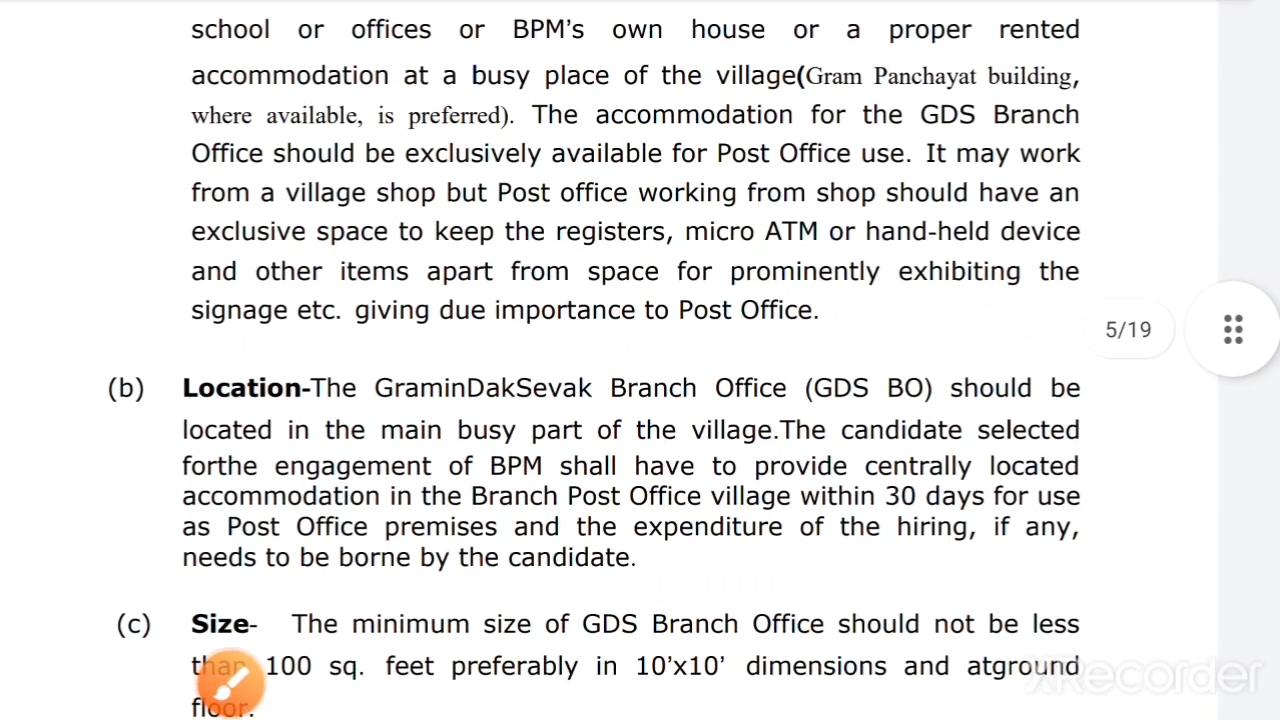 school or offices or BPM’s own house or a proper rented
accommodation at a busy place of the village(Gram Panchayat building,
where available, is preferred). The accommodation for the GDS Branch
Office should be exclusively available for Post Office use. It may work
from a village shop but Post office working from shop should have an
exclusive space to keep the registers, micro ATM or hand-held device
and other items apart from space for prominently exhibiting the
signage etc. giving due importance to Post Office.
5/19
(b) Location-The GraminDakSevak Branch Office (GDS BO) should be
located in the main busy part of the village.The candidate selected
forthe engagement of BPM shall have to provide centrally located
accommodation in the Branch Post Office village within 30 days for use
as Post Office premises and the expenditure of the hiring, if any,
needs to be borne by the candidate.
(c) Size- The minimum size of GDS Branch Office should not be less
than 100 sq. feet preferably in 10’x10’ dimensions and atground
floor.
XRecorder